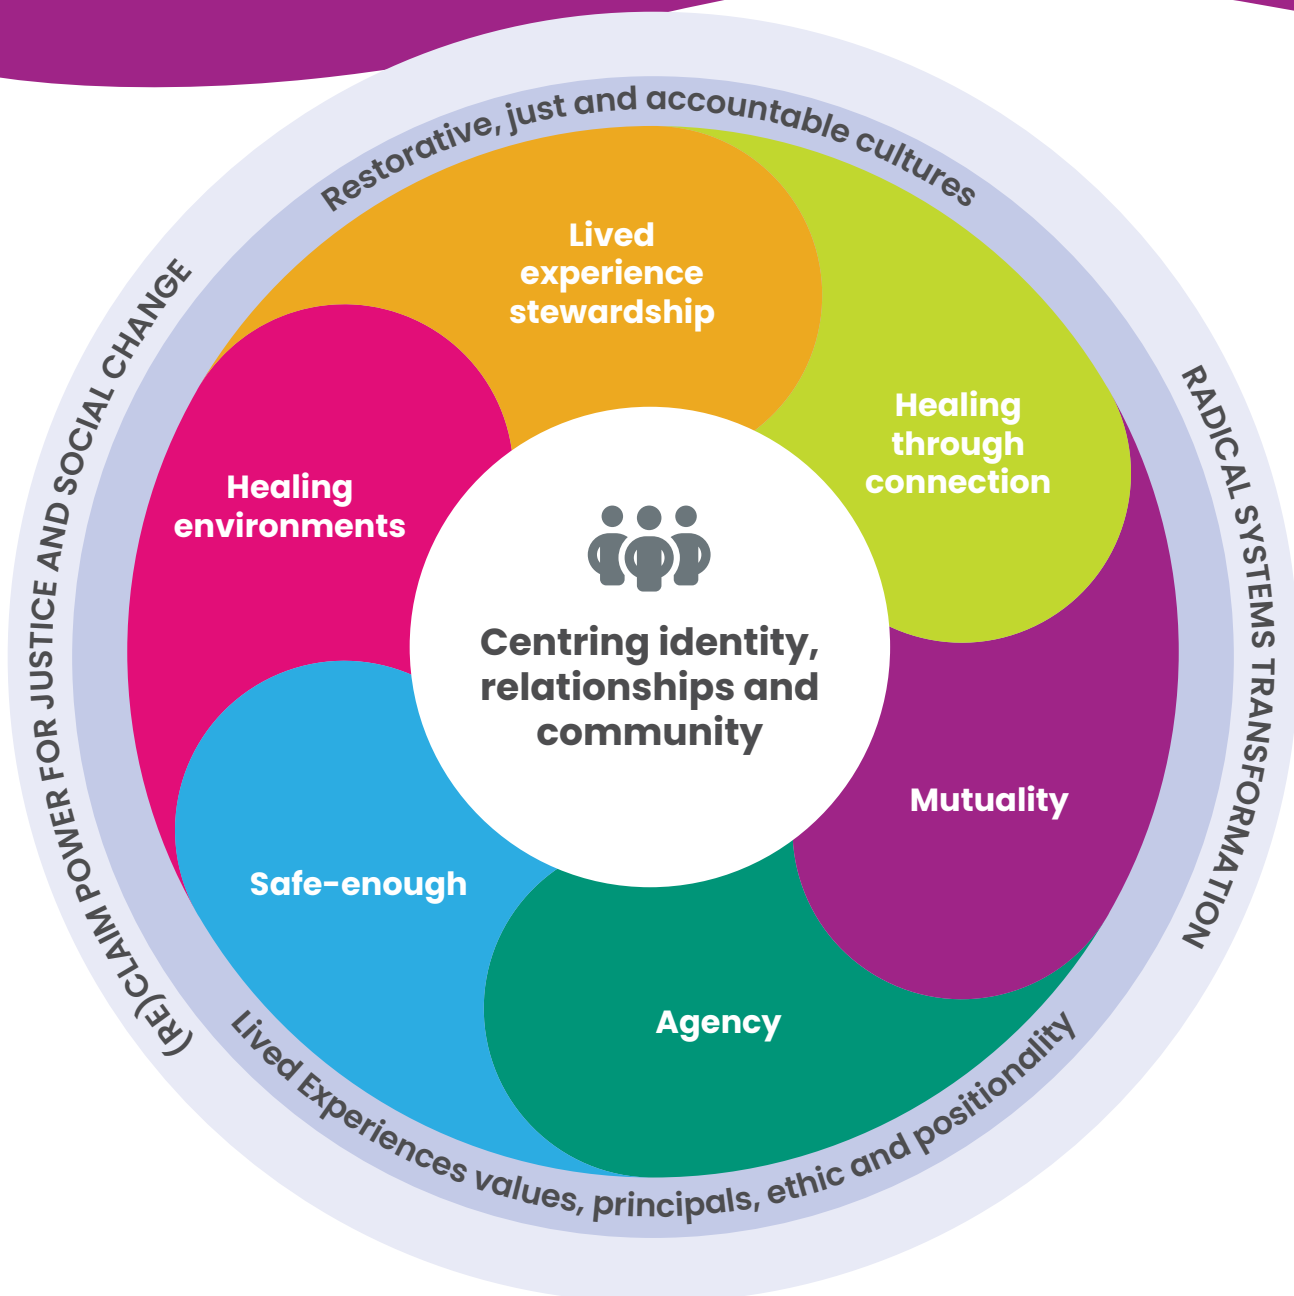 Restorative, just and accountable cultures
(RE)CLAIM POWER FOR JUSTICE AND SOCIAL CHANGE
RADICAL SYSTEMS TRANSFORMATION
Lived
experience
stewardship
Healing
through
connection
Mutuality
Agency
Safe-enough
Healing
environments
Centring identity,
relationships and
community
Lived Experiences values, principals, ethic and positionality